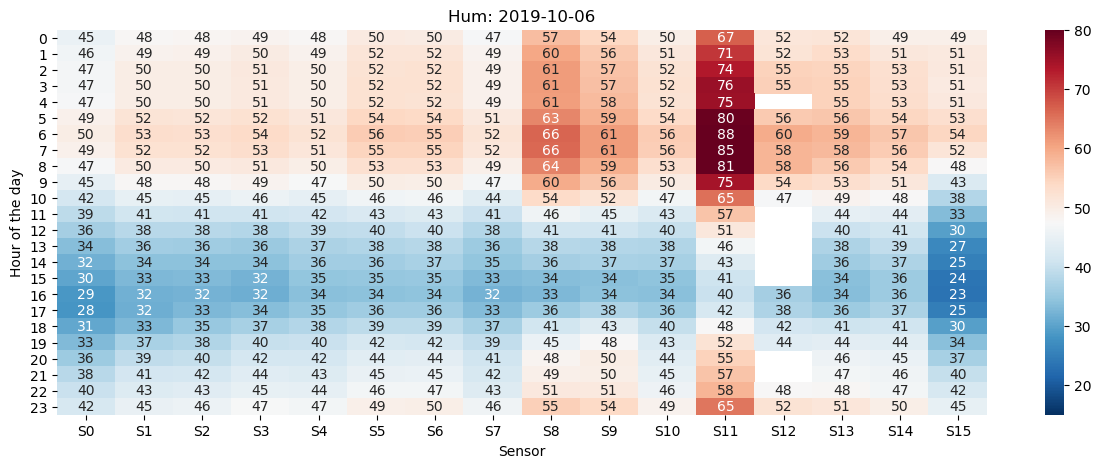 Hum: 2019-10-06
0 45 48 48 49 48 50 50 47 57 54 50 67 52 52 49 49
1 46 49 49 50 49 52 52 49 60 56 51 71 52 53 51 51
2 47 50 50 51 50 52 52 49 61 57 52 74 55 55 53 51
3 47 50 50 51 50 52 52 49 61 57 52 76 55 55 53 51
4 47 50 50 51 50 52 52 49 61 58 52 75 55 53 51
5 49 52 52 52 51 54 54 51 63 59 54 80 56 56 54 53
6 50 53 53 54 52 56 55 52 66 61 56 88 60 59 57 54
7 49 52 52 53 51 55 55 52 66 61 56 85 58 58 56 52
8 47 50 50 51 50 53 53 49 64 59 53 81 58 56 54 48
9 45 48 48 49 47 50 50 47 60 56 50 75 54 53 51 43
10 42 45 45 46 45 46 46 44 54 52 47 65 47 49 48 38
11 39 41 41 41 42 43 43 41 46 45 43 57 44 44 33
12 36 38 38 38 39 40 40 38 41 41 40 51 40 41 30
13 34 36 36 36 37 38 38 36 38 38 38 46 38 39 27
14 32 34 34 34 36 36 37 35 36 37 37 43 36 37 25
15 30 33 33 32 35 35 35 33 34 34 35 41 34 36 24
16 29 32 32 32 34 34 34 32 33 34 34 40 36 34 36 23
17 28 32 33 34 35 36 36 33 36 38 36 42 38 36 37 25
18 31 33 35 37 38 39 39 37 41 43 40 48 42 41 41 30
19 33 37 38 40 40 42 42 39 45 48 43 52 44 44 44 34
20 36 39 40 42 42 44 44 41 48 50 44 55 46 45 37
21 38 41 42 44 43 45 45 42 49 50 45 57 47 46 40
22 40 43 43 45 44 46 47 43 51 51 46 58 48 48 47 42
23 42 45 46 47 47 49 50 46 55 54 49 65 52 51 50 45
S0 S1 S2 S3 S4 S5 S6 S7 S8 S9 S10 S11 S12 S13 S14 S15
Sensor
Hour of the day
80
70
60
50
40
30
20